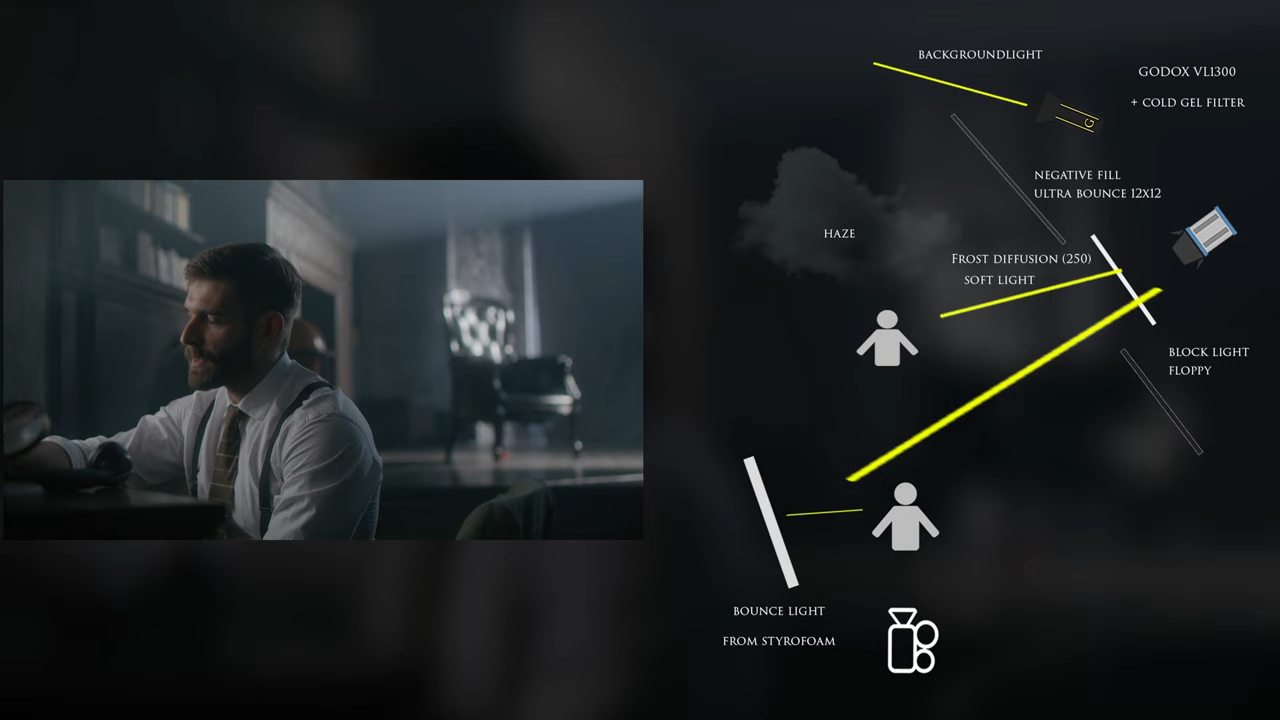 BACKGROUNDLIGHT
GODOX VL1300
+ COLD GEL FILTER
G
NEGATIVE FILL
ULTRA BOUNCE 12X12
HAZE
FROST DIFFUSION (250)
SOFT LIGHT
BLOCK LIGHT
FLOPPY
BOUNCE LIGHT
FROM STYROFOAM